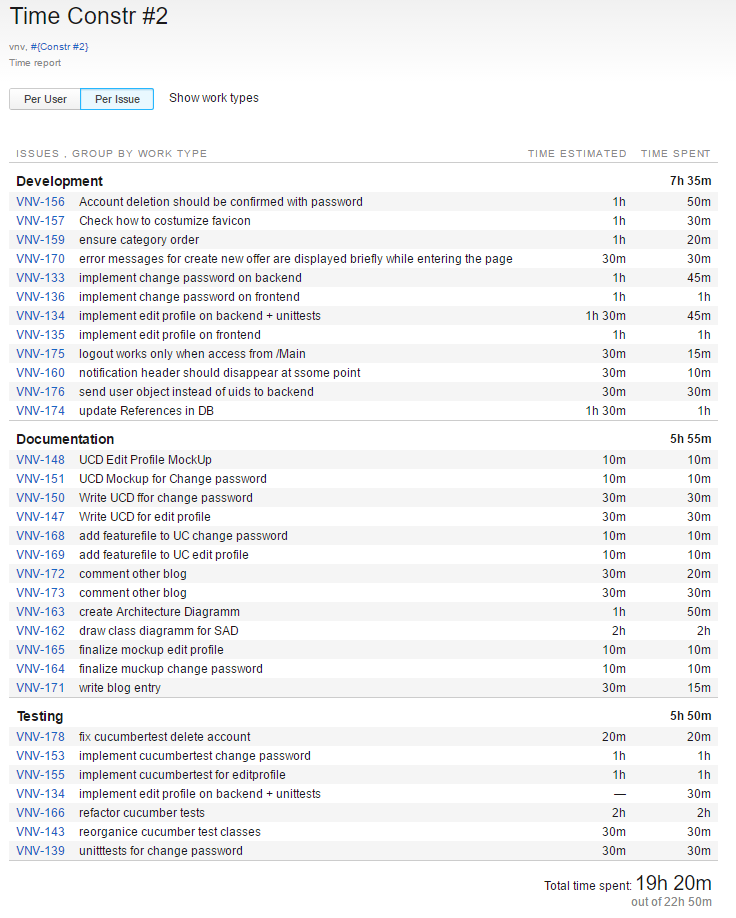 Time Constr #2
vnv, #{Constr #2}
Time report
Per User Per Issue Show work types
ISSUES , GROUP BY WORK TYPE TIME ESTIMATED TIME SPENT
Development 7h 35m
VNV-156 Account deletion should be confirmed with password 1h 50m
VNV-157 Check how to costumize favicon 1h 30m
VNV-159 ensure category order 1h 20m
VNV-170 error messages for create new offer are displayed briefly while entering the page 30m 30m
VNV-133 implement change password on backend 1h 45m
VNV-136 implement change password on frontend 1h 1h
VNV-134 implement edit profile on backend + unittests 1h 30m 45m
VNV-135 implement edit profile on frontend 1h 1h
VNV-175 logout works only when access from /Main 30m 15m
VNV-160 notification header should disappear at ssome point 30m 10m
VNV-176 send user object instead of uids to backend 30m 30m
VNV-174 update References in DB 1h 30m 1h
Documentation 5h 55m
VNV-148 UCD Edit Profile MockUp 10m 10m
VNV-151 UCD Mockup for Change password 10m 10m
VNV-150 Write UCD ffor change password 30m 30m
VNV-147 Write UCD for edit profile 30m 30m
VNV-168 add featurefile to UC change password 10m 10m
VNV-169 add featurefile to UC edit profile 10m 10m
VNV-172 comment other blog 30m 20m
VNV-173 comment other blog 30m 30m
VNV-163 create Architecture Diagramm 1h 50m
VNV-162 draw class diagramm for SAD 2h 2h
VNV-165 finalize mockup edit profile 10m 10m
VNV-164 finalize muckup change password 10m 10m
VNV-171 write blog entry 30m 15m
Testing 5h 50m
VNV-178 fix cucumbertest delete account 20m 20m
VNV-153 implement cucumbertest change password 1h 1h
VNV-155 implement cucumbertest for editprofile 1h 1h
VNV-134 implement edit profile on backend + unittests — 30m
VNV-166 refactor cucumber tests 2h 2h
VNV-143 reorganice cucumber test classes 30m 30m
VNV-139 unitttests for change password 30m 30m
Total time spent: 19h 20m
out of 22h 50m